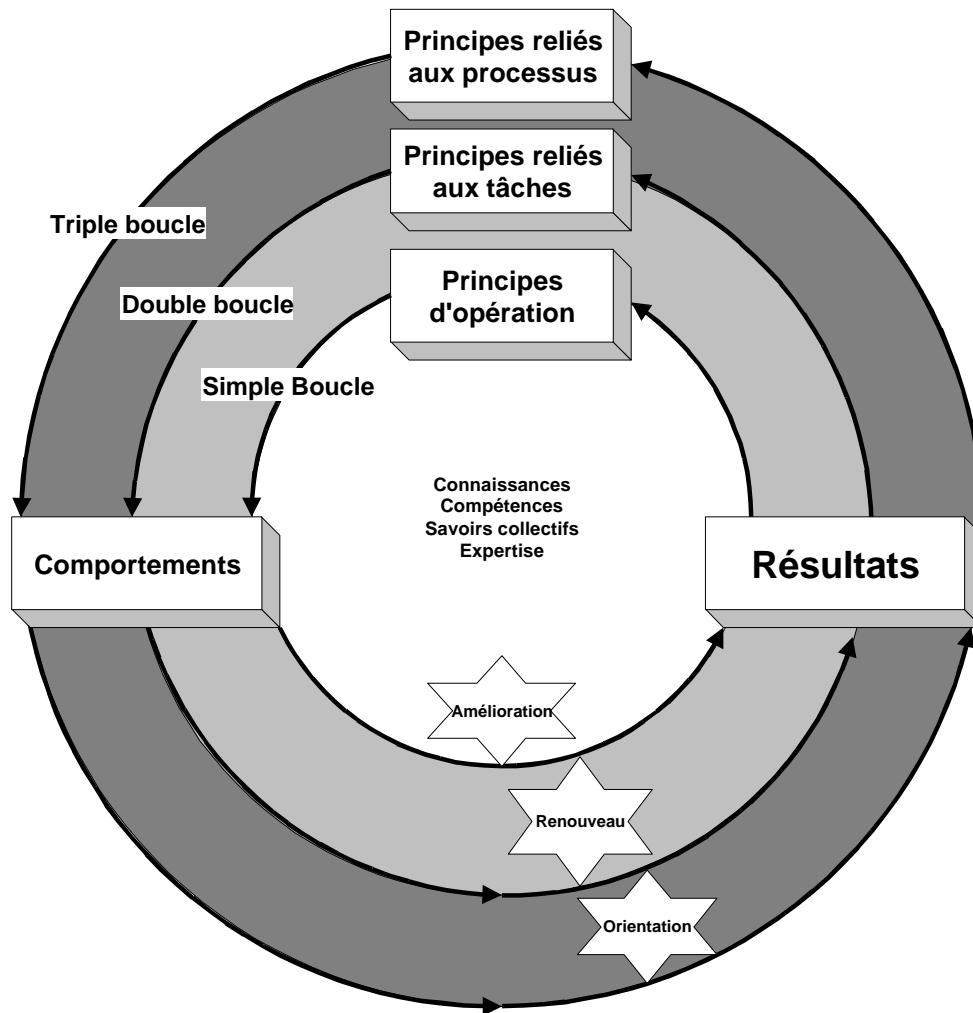 Principes reliés
aux processus
Principes reliés
aux tâches
Triple boucle
Principes
d'opération
Double boucle
Simple Boucle
Connaissances
Compétences
Savoirs collectifs
Expertise
Comportements
Résultats
Amélioration
Renouveau
Orientation